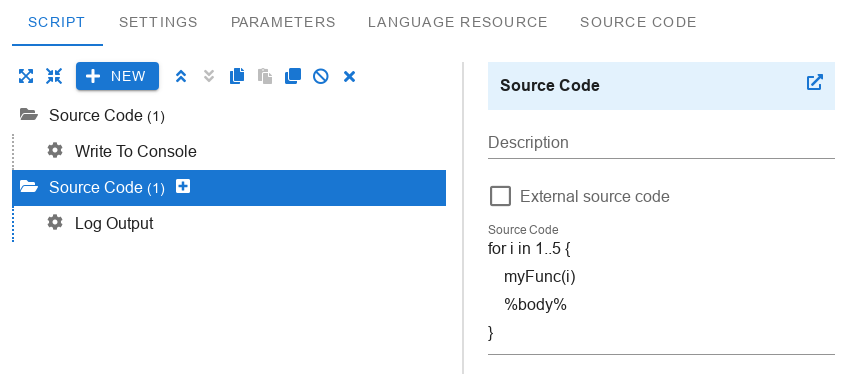 SCRIPT SETTINGS PARAMETERS LANGUAGE RESOURCE SOURCE CODE
NEW
Source Code (1)
Write To Console
Source Code (1)
Log Output
Source Code
Description
External source code
Source Code
for i in 1..5 {
    myFunc(i)
    %body%
}